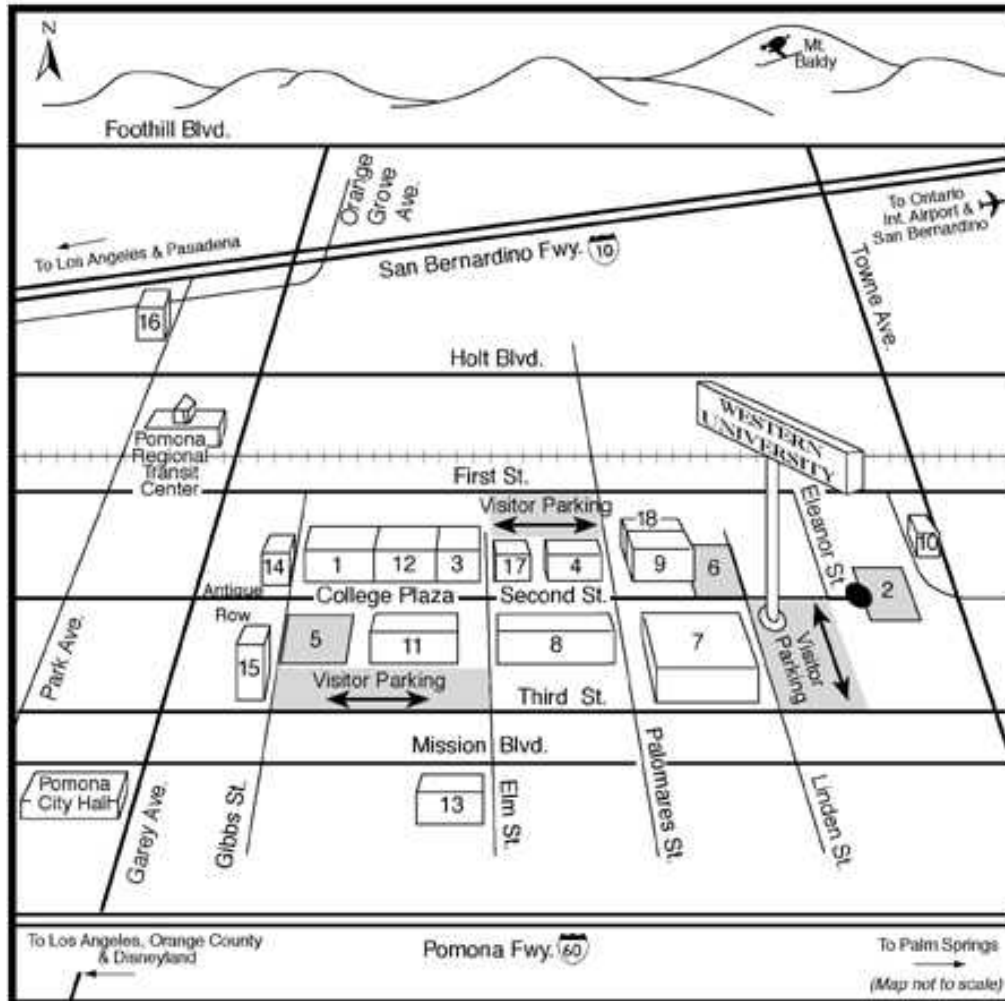 N
Mt.
Baldy
Foothill Blvd.
Orange
Grove
Ave.
To Ontario
Int. Airport &
San Bernardino
To Los Angeles & Pasadena
San Bernardino Fwy. 10
Towne Ave.
16
Holt Blvd.
WESTERN
UNIVERSITY
Pomona
Regional
Transit
Center
First St.
Eleanor St.
Visitor Parking
18
14
1
12
3
17
4
9
6
10
2
Antique
Row
College Plaza
Second St.
5
11
8
7
15
Visitor
Parking
Park Ave.
Visitor Parking
Third St.
Mission Blvd.
Pomona
City Hall
13
Garey Ave.
Gibbs St.
Elm St.
Palomares St.
Linden St.
To Los Angeles, Orange County
& Disneyland
Pomona Fwy. 60
To Palm Springs
(Map not to scale)